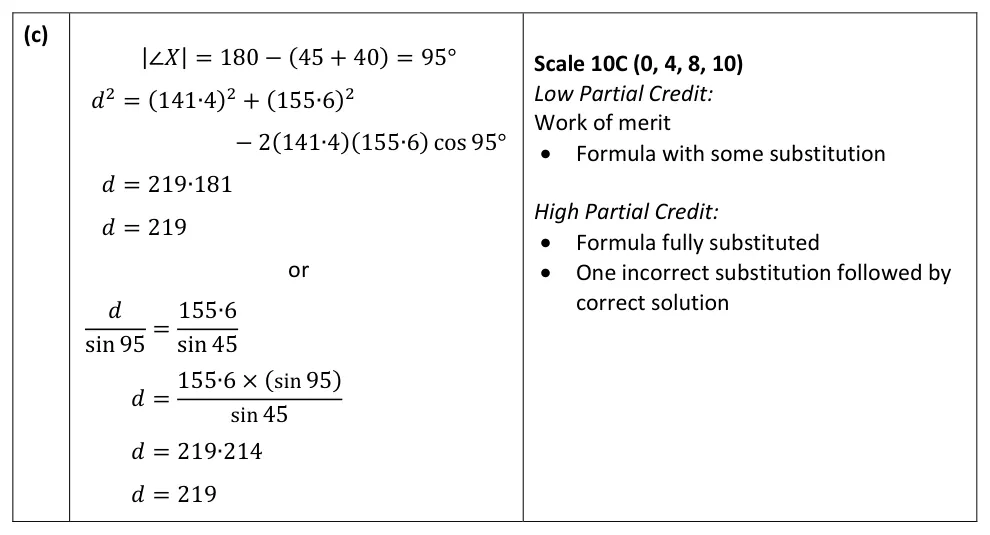 (c)
|∠X| = 180 − (45 + 40) = 95°
d² = (141·4)² + (155·6)²
− 2(141·4)(155·6) cos 95°
d = 219·181
d = 219
or
d/sin 95 = 155·6/sin 45
d = 155·6 × (sin 95)/sin 45
d = 219·214
d = 219
Scale 10C (0, 4, 8, 10)
Low Partial Credit:
Work of merit
• Formula with some substitution
High Partial Credit:
• Formula fully substituted
• One incorrect substitution followed by
correct solution